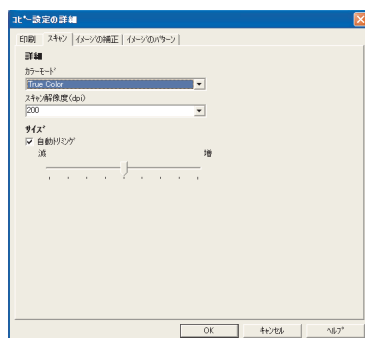 ｺﾋﾟｰ設定の詳細
印刷 スキャン イメージの補正 イメージのパターン
詳細
ｶﾗｰﾓｰﾄﾞ
True Color
スキャン解像度(dpi)
200
サイズ
自動トリミング
減 増
OK キャンセル ヘルプ